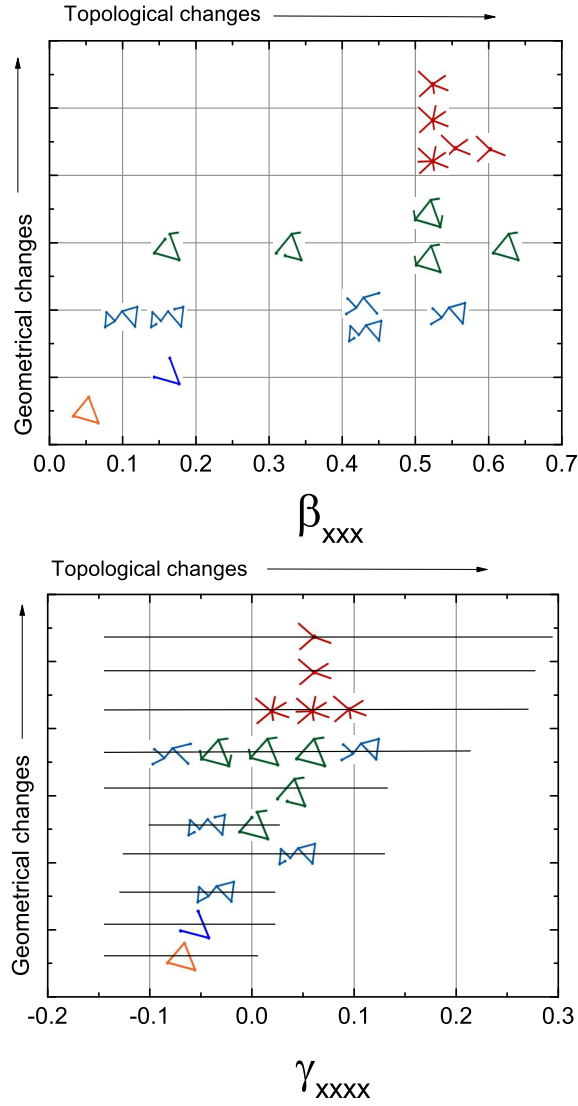 Topological changes
Geometrical changes
0.0 0.1 0.2 0.3 0.4 0.5 0.6 0.7
βxxx
Topological changes
Geometrical changes
-0.2 -0.1 0.0 0.1 0.2 0.3
γxxxx